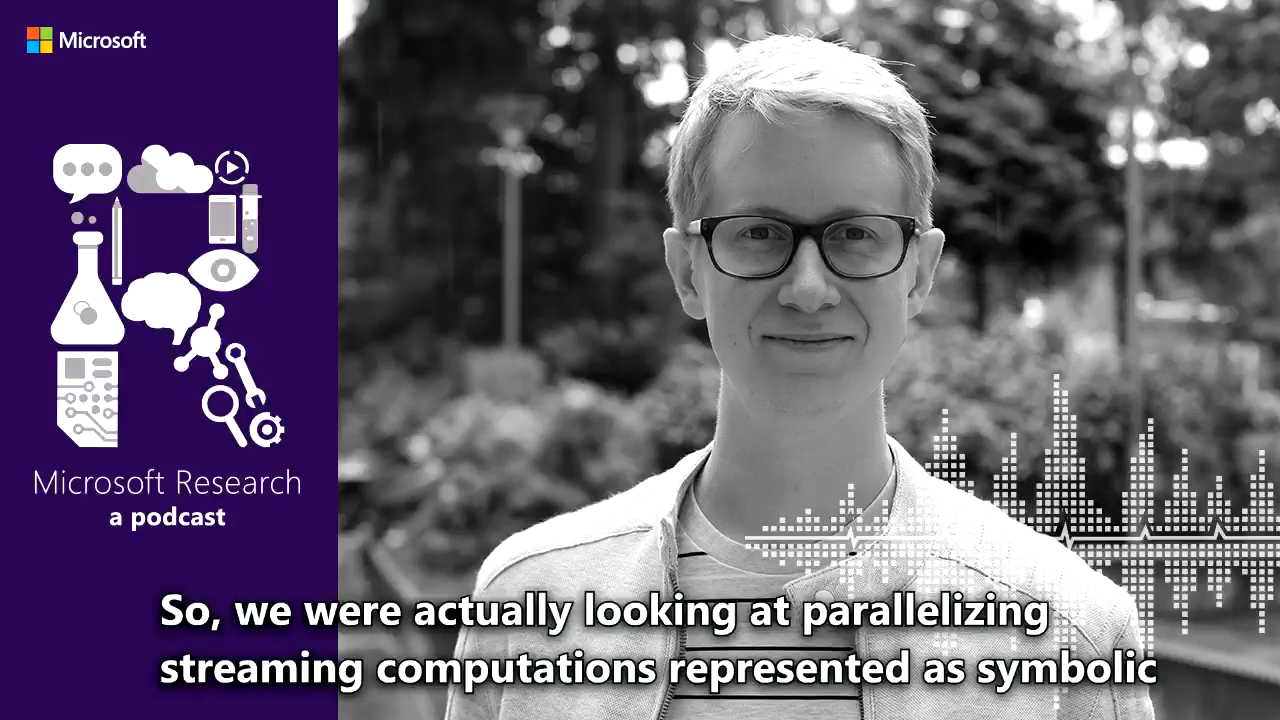 Microsoft
Microsoft Research
a podcast
So, we were actually looking at parallelizing
streaming computations represented as symbolic